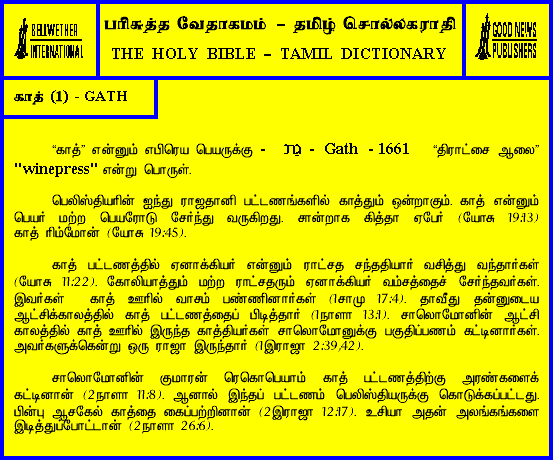 BELLWETHER
INTERNATIONAL
பரிசுத்த வேதாகமம் – தமிழ் சொல்லகராதி
THE HOLY BIBLE – TAMIL DICTIONARY
GOOD NEWS
PUBLISHERS
காத் (1) - GATH
“காத்” என்னும் எபிரெய பெயருக்கு - גת - Gath - 1661 “திராட்சை ஆலை”
"winepress" என்று பொருள்.
பெலிஸ்தியரின் ஐந்து ராஜதானி பட்டணங்களில் காத்தும் ஒன்றாகும். காத் என்னும்
பெயர் மற்ற பெயரோடு சேர்ந்து வருகிறது. சான்றாக கித்தா ஏபேர் (யோசு 19:13)
காத் ரிம்மோன் (யோசு 19:45).
காத் பட்டணத்தில் ஏனாக்கியர் என்னும் ராட்சத சந்ததியார் வசித்து வந்தார்கள்
(யோசு 11:22). கோலியாத்தும் மற்ற ராட்சதரும் ஏனாக்கியர் வம்சத்தைச் சேர்ந்தவர்கள்.
இவர்கள் காத் ஊரில் வாசம் பண்ணினார்கள் (1சாமு 17:4). தாவீது தன்னுடைய
ஆட்சிக்காலத்தில் காத் பட்டணத்தைப் பிடித்தார் (1நாளா 13:1). சாலொமோனின் ஆட்சி
காலத்தில் காத் ஊரில் இருந்த காத்தியர்கள் சாலொமோனுக்கு பகுதிப்பணம் கட்டினார்கள்.
அவர்களுக்கென்று ஒரு ராஜா இருந்தார் (1இராஜா 2:39,42).
சாலொமோனின் குமாரன் ரெகொபெயாம் காத் பட்டணத்திற்கு அரண்களைக்
கட்டினான் (2நாளா 11:8). ஆனால் இந்தப் பட்டணம் பெலிஸ்தியருக்கு கொடுக்கப்பட்டது.
பின்பு ஆசகேல் காத்தை கைப்பற்றினான் (2இராஜா 12:17). உசியா அதன் அலங்கங்களை
இடித்துப்போட்டான் (2நாளா 26:6).